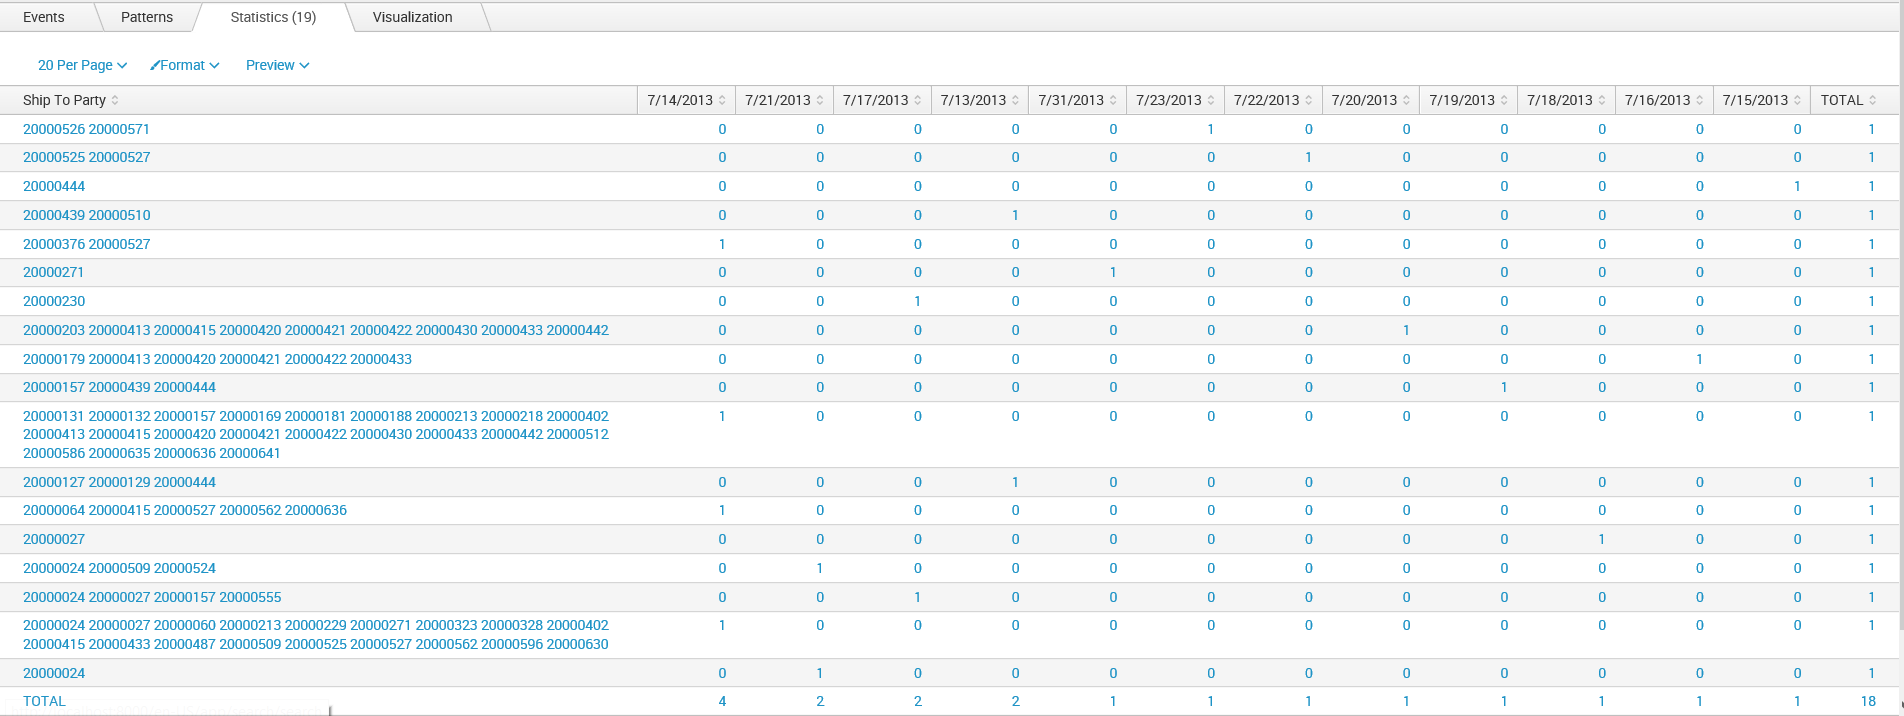 Events Patterns Statistics (19) Visualization
20 Per Page Format Preview
Ship To Party 7/14/2013 7/21/2013 7/17/2013 7/13/2013 7/31/2013 7/23/2013 7/22/2013 7/20/2013 7/19/2013 7/18/2013 7/16/2013 7/15/2013 TOTAL
20000526 20000571 0 0 0 0 0 1 0 0 0 0 0 0 1
20000525 20000527 0 0 0 0 0 0 1 0 0 0 0 0 1
20000444 0 0 0 0 0 0 0 0 0 0 0 1 1
20000439 20000510 0 0 0 1 0 0 0 0 0 0 0 0 1
20000376 20000527 1 0 0 0 0 0 0 0 0 0 0 0 1
20000271 0 0 0 0 1 0 0 0 0 0 0 0 1
20000230 0 0 1 0 0 0 0 0 0 0 0 0 1
20000203 20000413 20000415 20000420 20000421 20000422 20000430 20000433 20000442 0 0 0 0 0 0 0 1 0 0 0 0 1
20000179 20000413 20000420 20000421 20000422 20000433 0 0 0 0 0 0 0 0 0 0 1 0 1
20000157 20000439 20000444 0 0 0 0 0 0 0 0 1 0 0 0 1
20000131 20000132 20000157 20000169 20000181 20000188 20000213 20000218 20000402 1 0 0 0 0 0 0 0 0 0 0 0 1
20000413 20000415 20000420 20000421 20000422 20000430 20000433 20000442 20000512
20000586 20000635 20000636 20000641
20000127 20000129 20000444 0 0 0 1 0 0 0 0 0 0 0 0 1
20000064 20000415 20000527 20000562 20000636 1 0 0 0 0 0 0 0 0 0 0 0 1
20000027 0 0 0 0 0 0 0 0 0 1 0 0 1
20000024 20000509 20000524 0 1 0 0 0 0 0 0 0 0 0 0 1
20000024 20000027 20000157 20000555 0 0 1 0 0 0 0 0 0 0 0 0 1
20000024 20000027 20000060 20000213 20000229 20000271 20000323 20000328 20000402 1 0 0 0 0 0 0 0 0 0 0 0 1
20000415 20000433 20000487 20000509 20000525 20000527 20000562 20000596 20000630
20000024 0 1 0 0 0 0 0 0 0 0 0 0 1
TOTAL 4 2 2 2 1 1 1 1 1 1 1 1 18